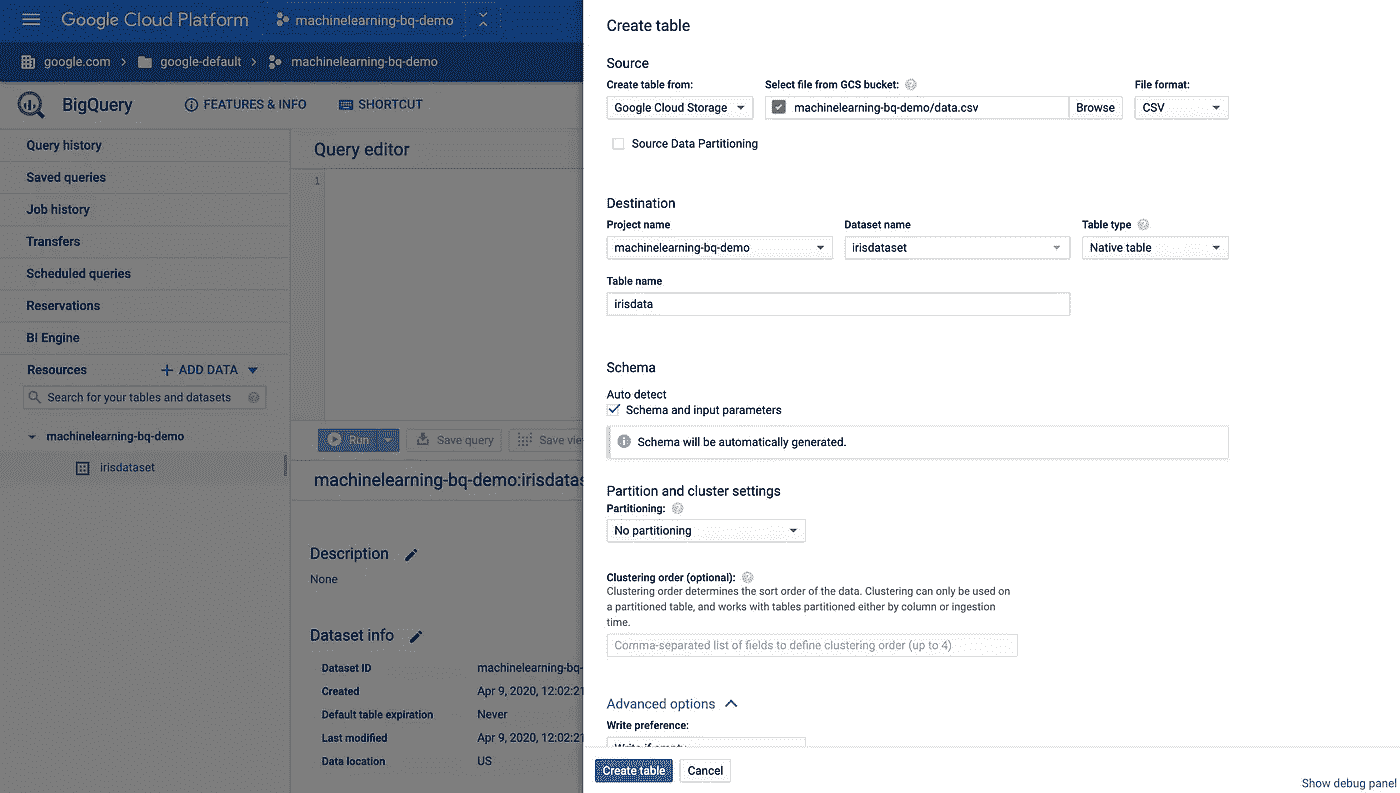 Google Cloud Platform
machinelearning-bq-demo
google.com
google-default
machinelearning-bq-demo
BigQuery
FEATURES & INFO
SHORTCUT
Query history
Saved queries
Job history
Transfers
Scheduled queries
Reservations
BI Engine
Resources
ADD DATA
Search for your tables and datasets
machinelearning-bq-demo
irisdataset
Query editor
1
Run
Save query
Save vie
machinelearning-bq-demo:irisdatas
Description
None
Dataset info
Dataset ID machinelearning-bq-
Created Apr 9, 2020, 12:02:21
Default table expiration Never
Last modified Apr 9, 2020, 12:02:21
Data location US
Create table
Source
Create table from: Select file from GCS bucket: File format:
Google Cloud Storage machinelearning-bq-demo/data.csv Browse CSV
Source Data Partitioning
Destination
Project name Dataset name Table type
machinelearning-bq-demo irisdataset Native table
Table name
irisdata
Schema
Auto detect
Schema and input parameters
Schema will be automatically generated.
Partition and cluster settings
Partitioning:
No partitioning
Clustering order (optional):
Clustering order determines the sort order of the data. Clustering can only be used on
a partitioned table, and works with tables partitioned either by column or ingestion
time.
Comma-separated list of fields to define clustering order (up to 4)
Advanced options
Write preference:
Write if empty
Create table Cancel
Show debug panel